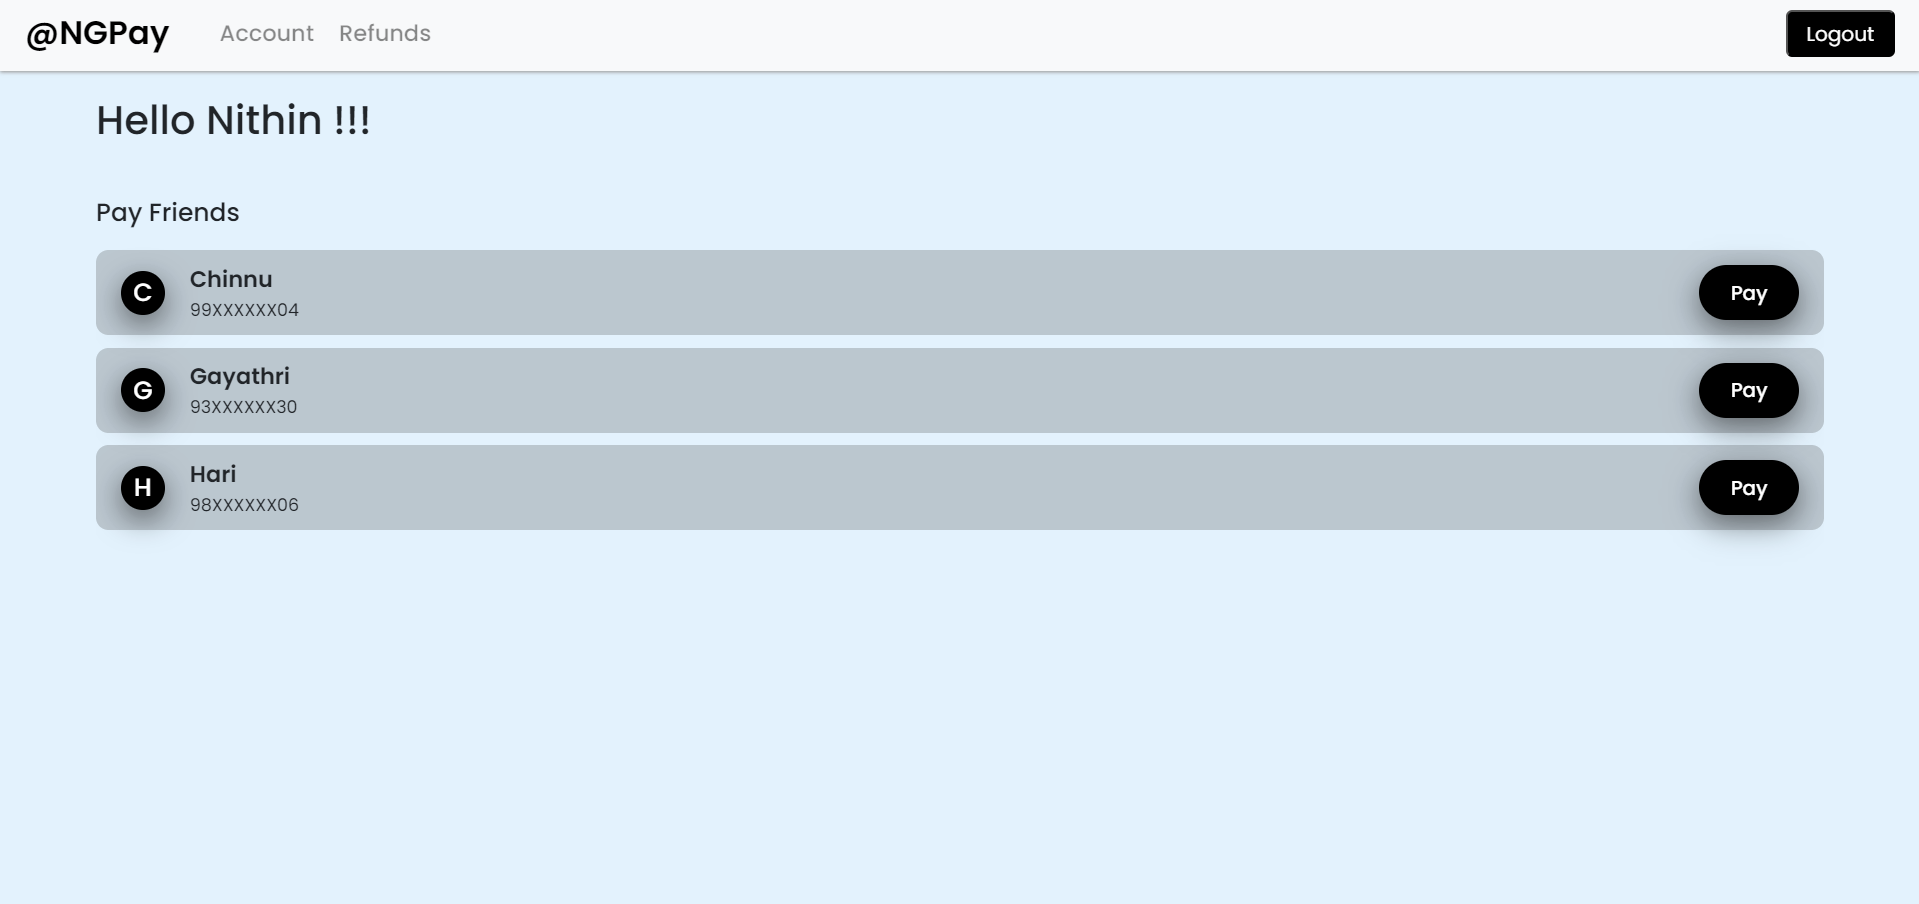 @NGPay Account Refunds Logout
Hello Nithin !!!
Pay Friends
C Chinnu Pay
99XXXXXX04
G Gayathri Pay
93XXXXXX30
H Hari Pay
98XXXXXX06